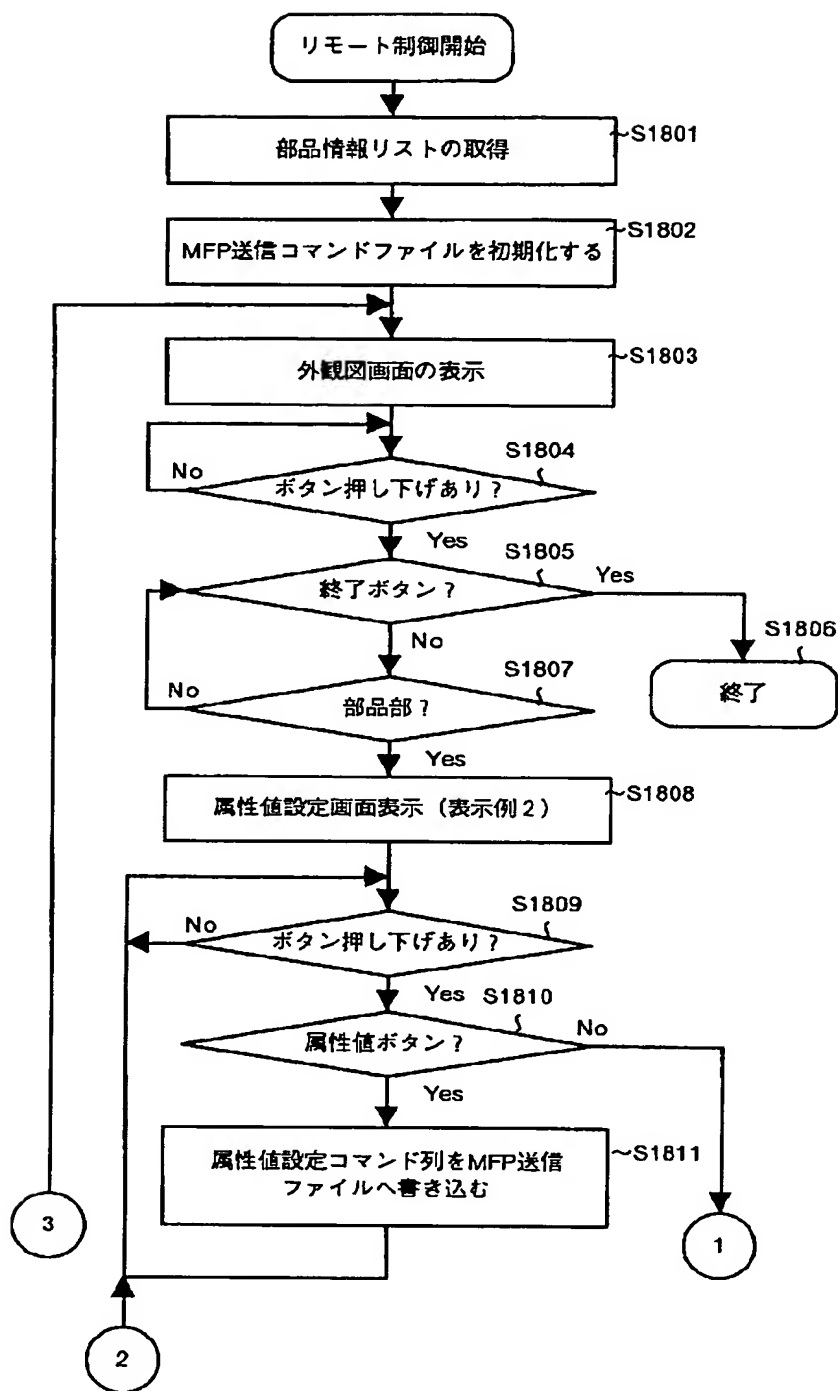 リモート制御開始
部品情報リストの取得
~S1801
MFP送信コマンドファイルを初期化する
~S1802
外観図画面の表示
~S1803
S1804
No
ボタン押し下げあり？
Yes
S1805
終了ボタン？
Yes
No
S1806
終了
S1807
No
部品部？
Yes
属性値設定画面表示（表示例２）
~S1808
S1809
No
ボタン押し下げあり？
Yes
S1810
属性値ボタン？
No
Yes
属性値設定コマンド列をMFP送信
ファイルへ書き込む
~S1811
3
1
2